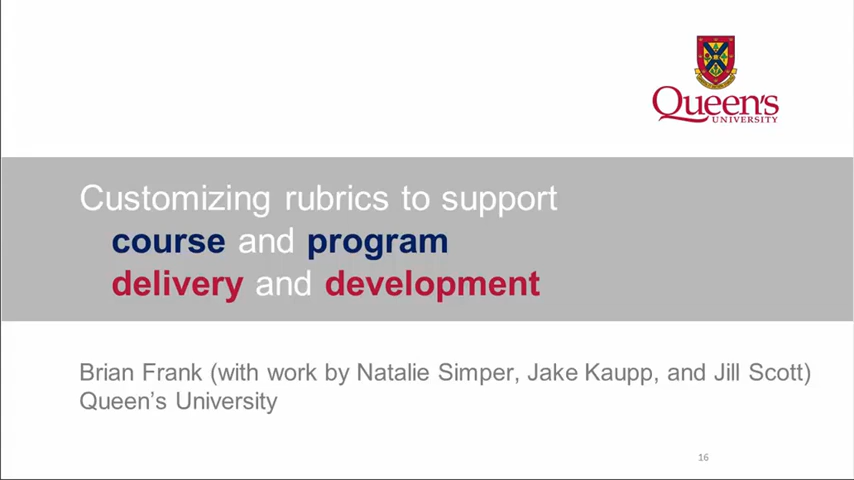 Queen's
UNIVERSITY
Customizing rubrics to support
course and program
delivery and development
Brian Frank (with work by Natalie Simper, Jake Kaupp, and Jill Scott)
Queen's University
16